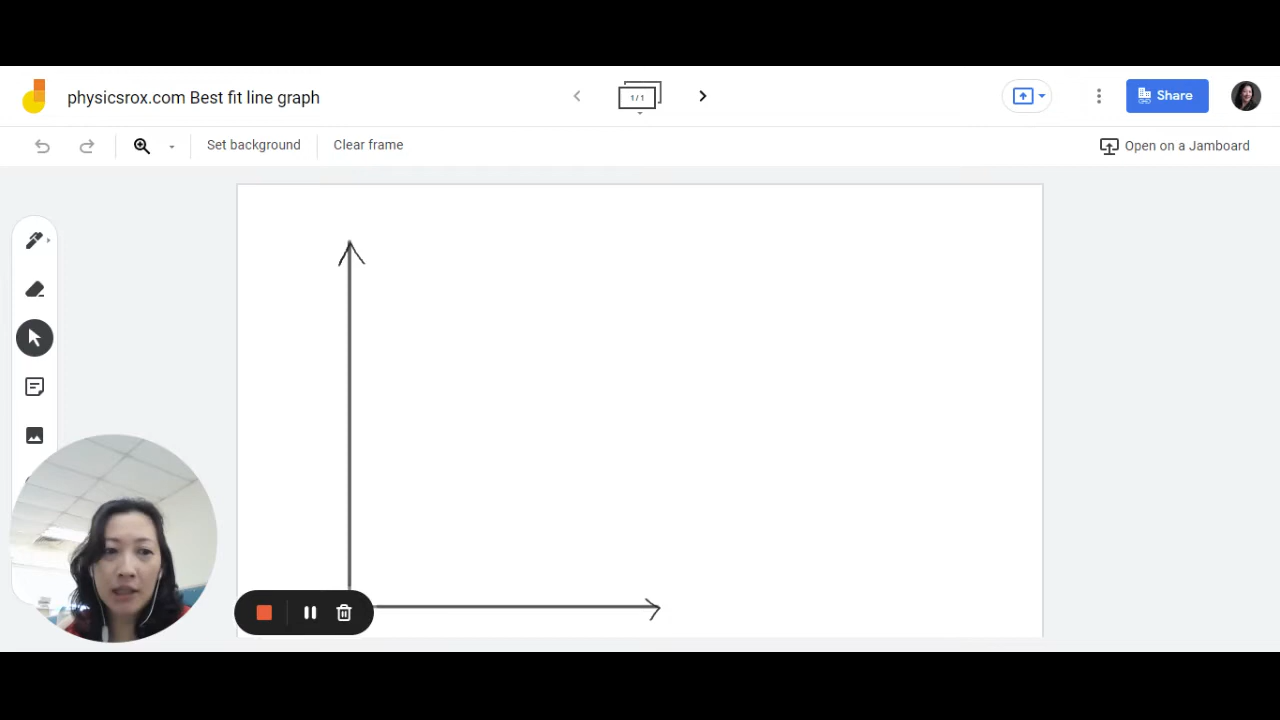 physicsrox.com Best fit line graph
1 / 1
Share
Set background
Clear frame
Open on a Jamboard